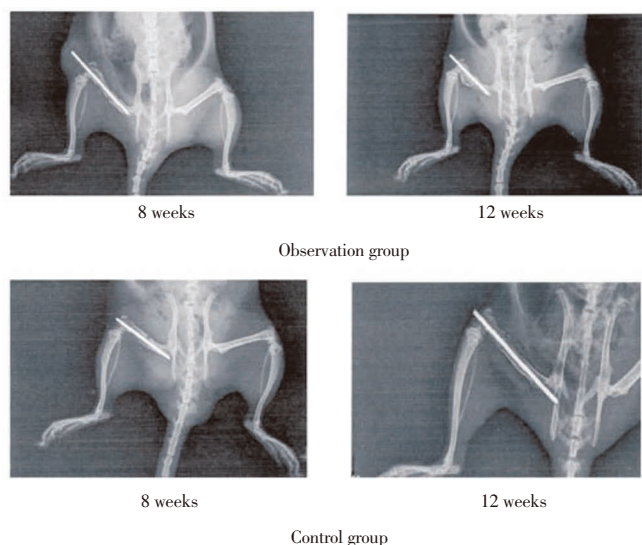 8 weeks
12 weeks
Observation group
8 weeks
12 weeks
Control group